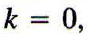 k = 0,